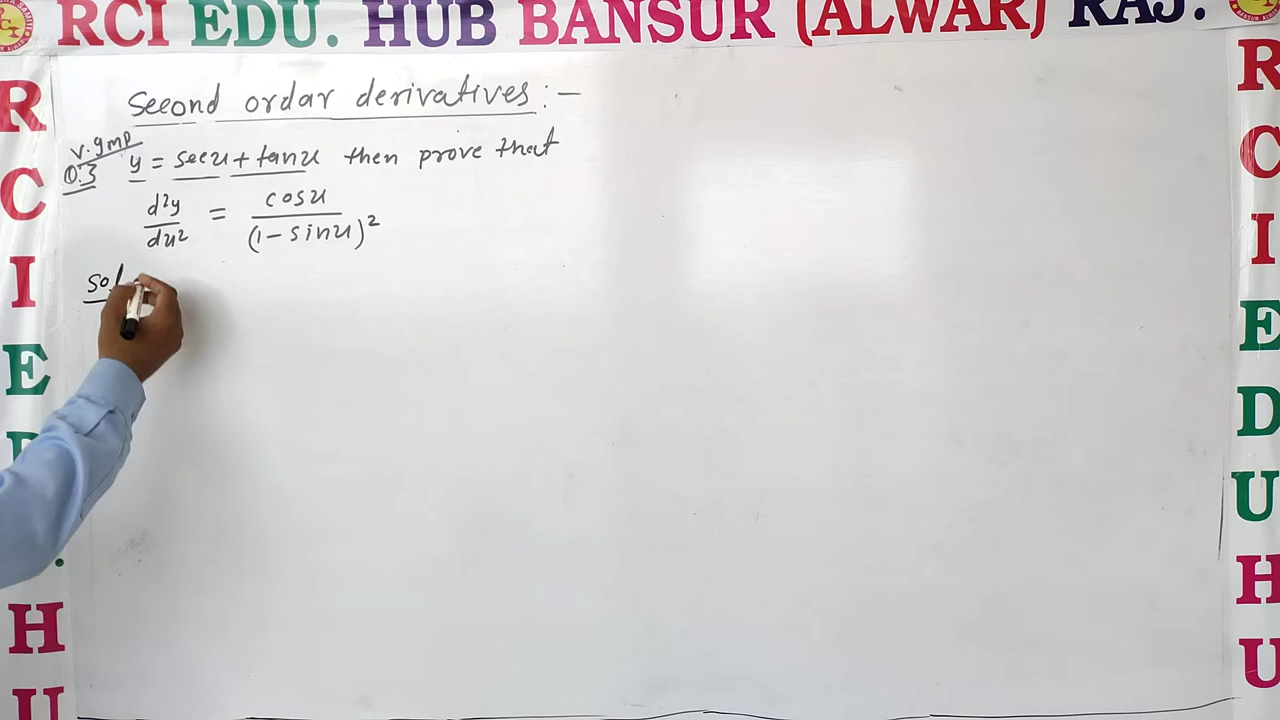 RCI EDU. HUB BANSUR (ALWAR) RAJ.
Second ordar derivatives :-
V. Imp
Q.3 y = secx + tanx then prove that
d²y/dx² = cosx/(1 - sinx)²
Sol
R
C
I
E
D
.
H
U
R
C
I
E
D
U
H
U